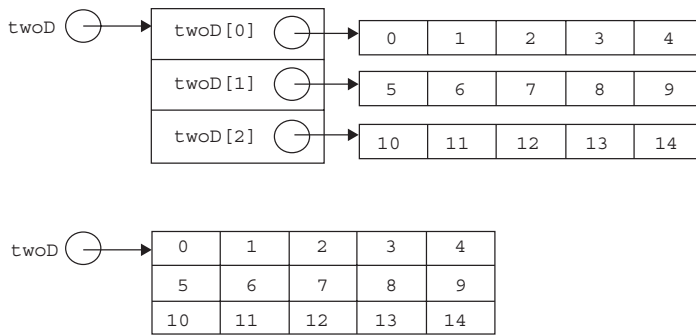 twoD twoD[0] 0 1 2 3 4
twoD[1] 5 6 7 8 9
twoD[2] 10 11 12 13 14
twoD 0 1 2 3 4
5 6 7 8 9
10 11 12 13 14